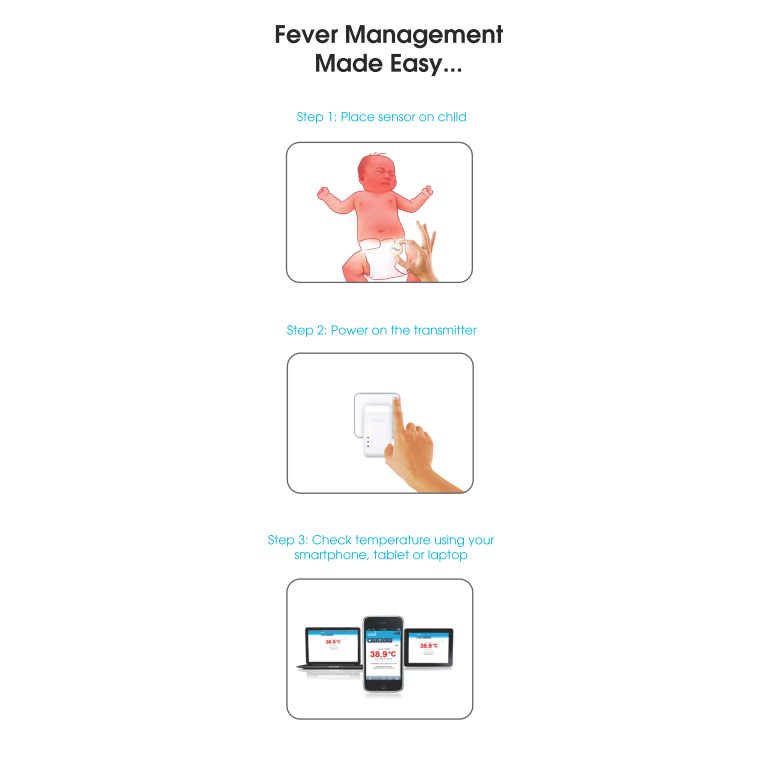 Fever Management
Made Easy...
Step 1: Place sensor on child
Step 2: Power on the transmitter
Step 3: Check temperature using your
smartphone, tablet or laptop
38.9°C
38.9°C
38.9°C